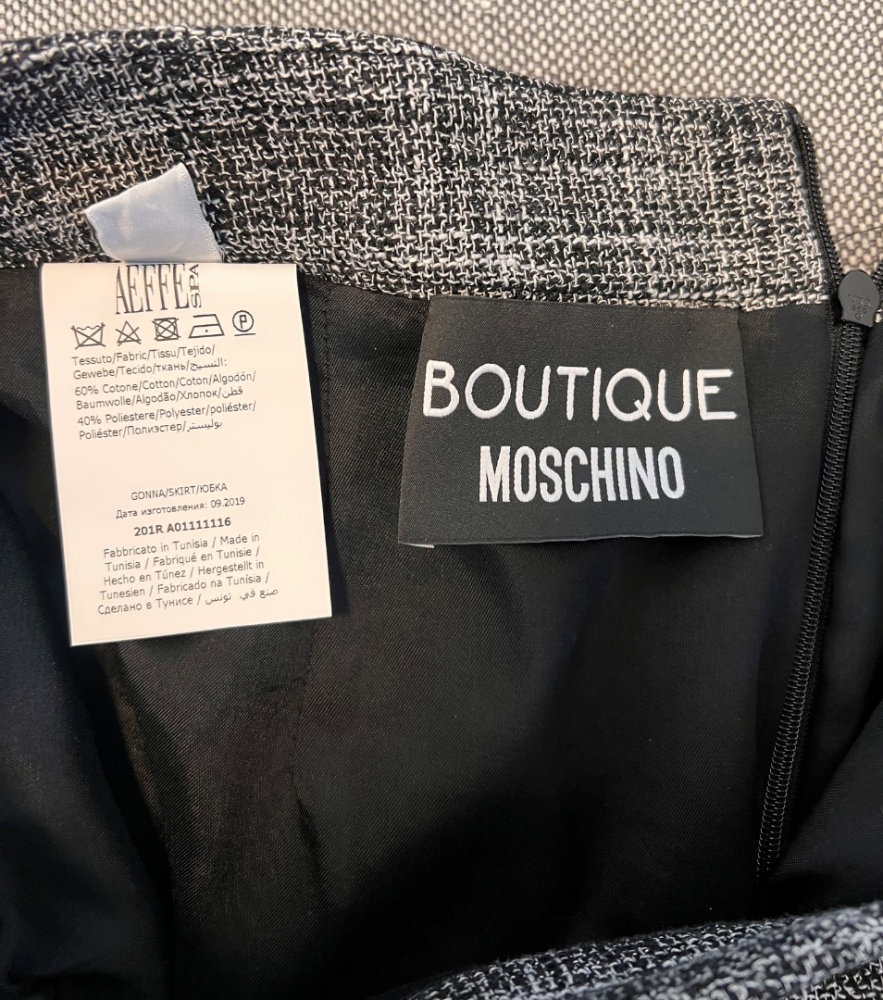 AEFFE SPA
P
Tessuto/Fabric/Tissu/Tejido/
Gewebe/Tecido/ткань/النسيج:
60% Cotone/Cotton/Coton/Algodón/
Baumwolle/Algodão/Хлопок/قطن
40% Poliestere/Polyester/poliéster/
Poliéster/Полиэстер/بوليستر
GONNA/SKIRT/ЮБКА
Дата изготовления: 09.2019
201R A01111116
Fabbricato in Tunisia / Made in
Tunisia / Fabriqué en Tunisie /
Hecho en Túnez / Hergestellt in
Tunesien / Fabricado na Tunísia /
Сделано в Тунисе / صنع في تونس
BOUTIQUE
MOSCHINO